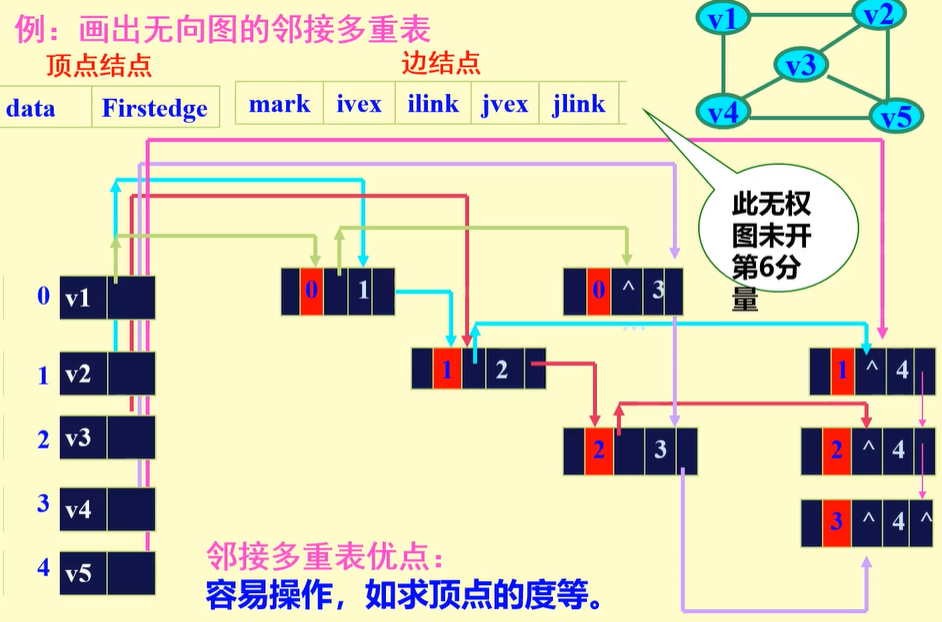 例：画出无向图的邻接多重表
顶点结点
边结点
data Firstedge
mark ivex ilink jvex jlink
v1 v2
v3
v4 v5
此无权
图未开
第6分
量
0 v1
0 1
0 ^ 3
1 v2
1 2
1 ^ 4
2 v3
2 3
2 ^ 4
3 v4
3 ^ 4 ^
4 v5
邻接多重表优点：
容易操作，如求顶点的度等。